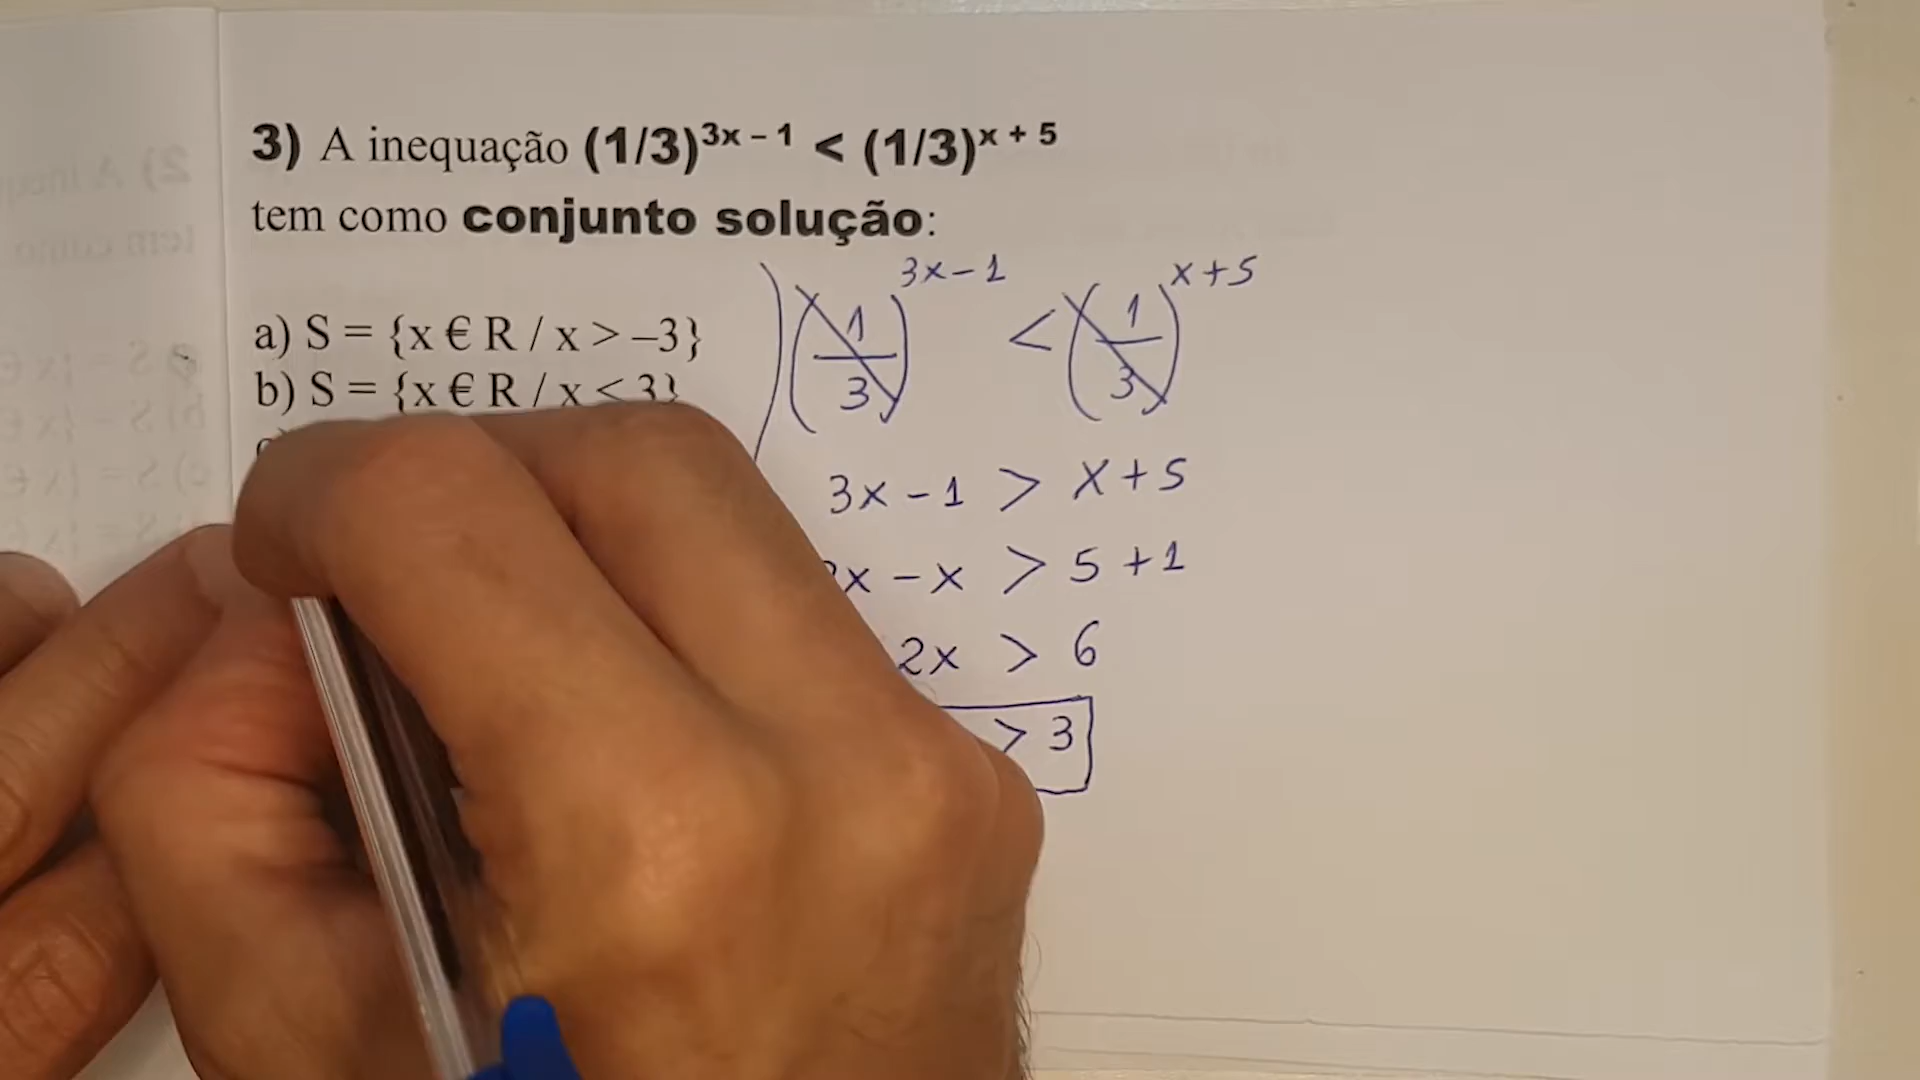 3) A inequação (1/3)³ˣ ⁻ ¹ < (1/3)ˣ ⁺ ⁵
tem como conjunto solução:
a) S = {x € R / x > –3}
b) S = {x € R / x < 3}
(1/3)³ˣ⁻¹ < (1/3)ˣ⁺⁵
3x - 1 > x + 5
x - x > 5 + 1
2x > 6
> 3